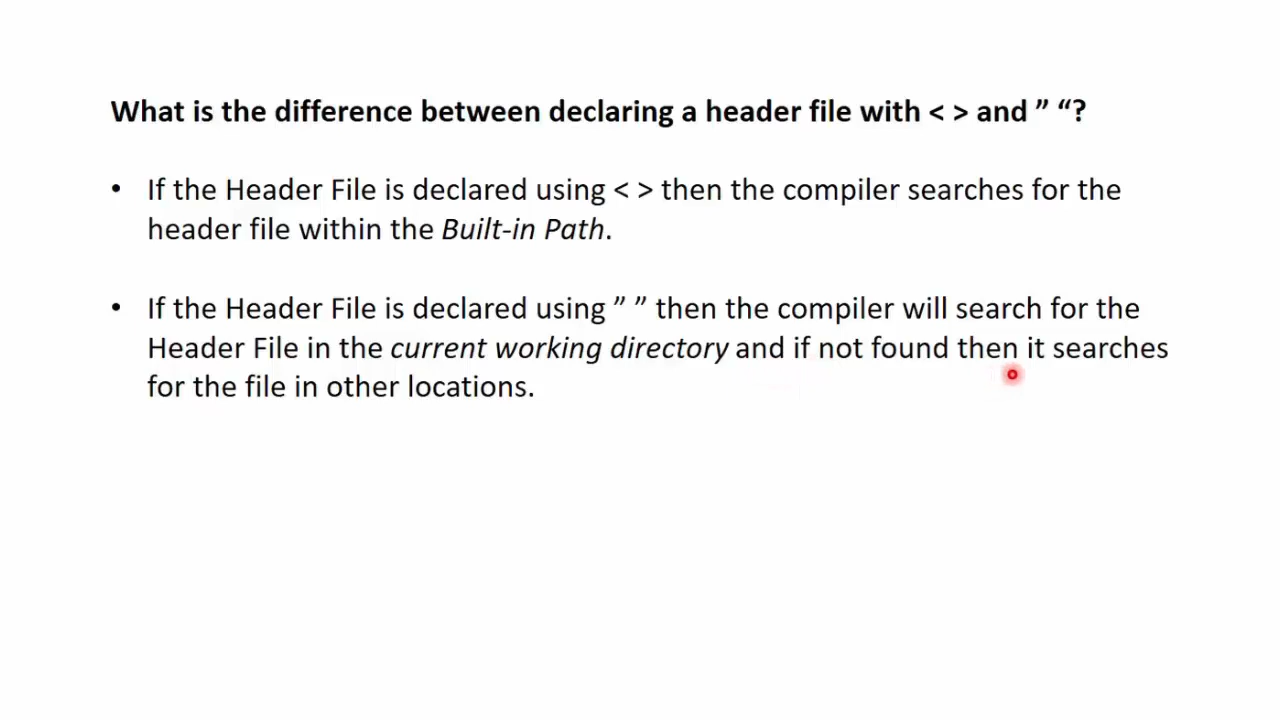 What is the difference between declaring a header file with < > and ” “?
• If the Header File is declared using < > then the compiler searches for the
header file within the Built-in Path.
• If the Header File is declared using ” ” then the compiler will search for the
Header File in the current working directory and if not found then it searches
for the file in other locations.